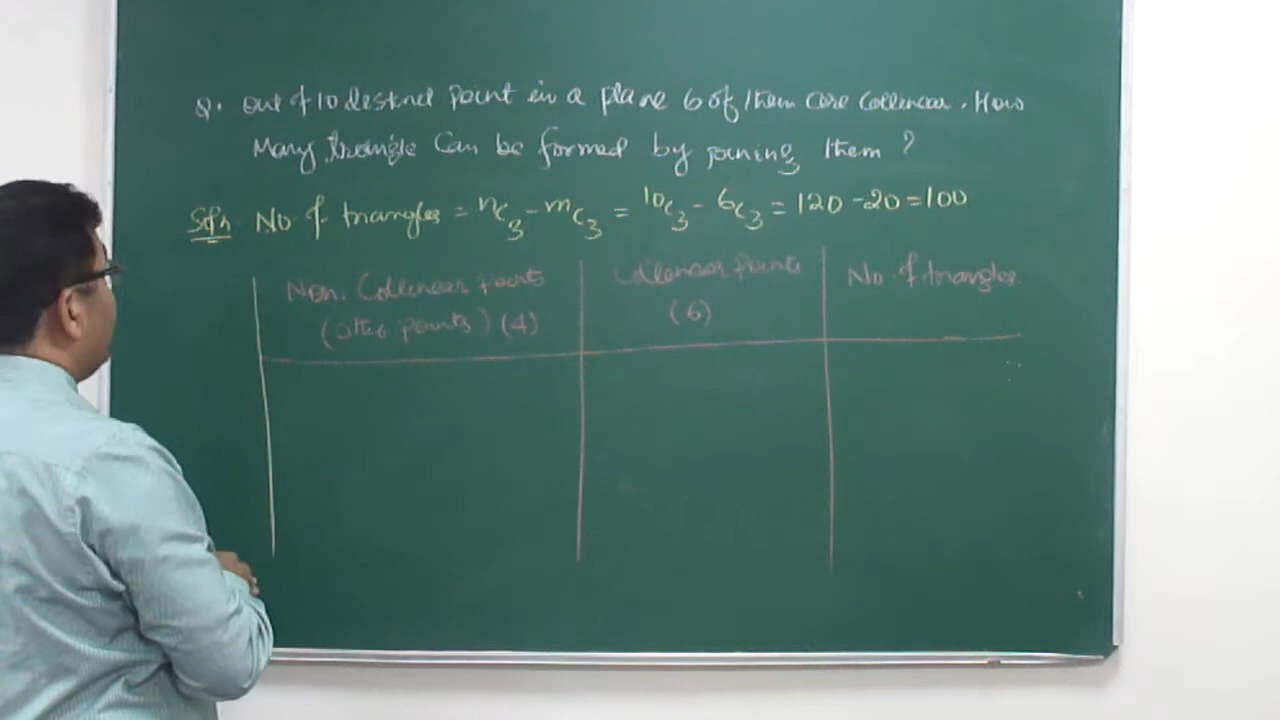 Q. out of 10 destinct point in a plane 6 of them are Collinear. How
Many triangle Can be formed by joining them ?
Soln No of triangles = nC3 - mC3 = 10C3 - 6C3 = 120 - 20 = 100
Non. Collinear points
(other points) (4)
Collinear points
(6)
No of triangles